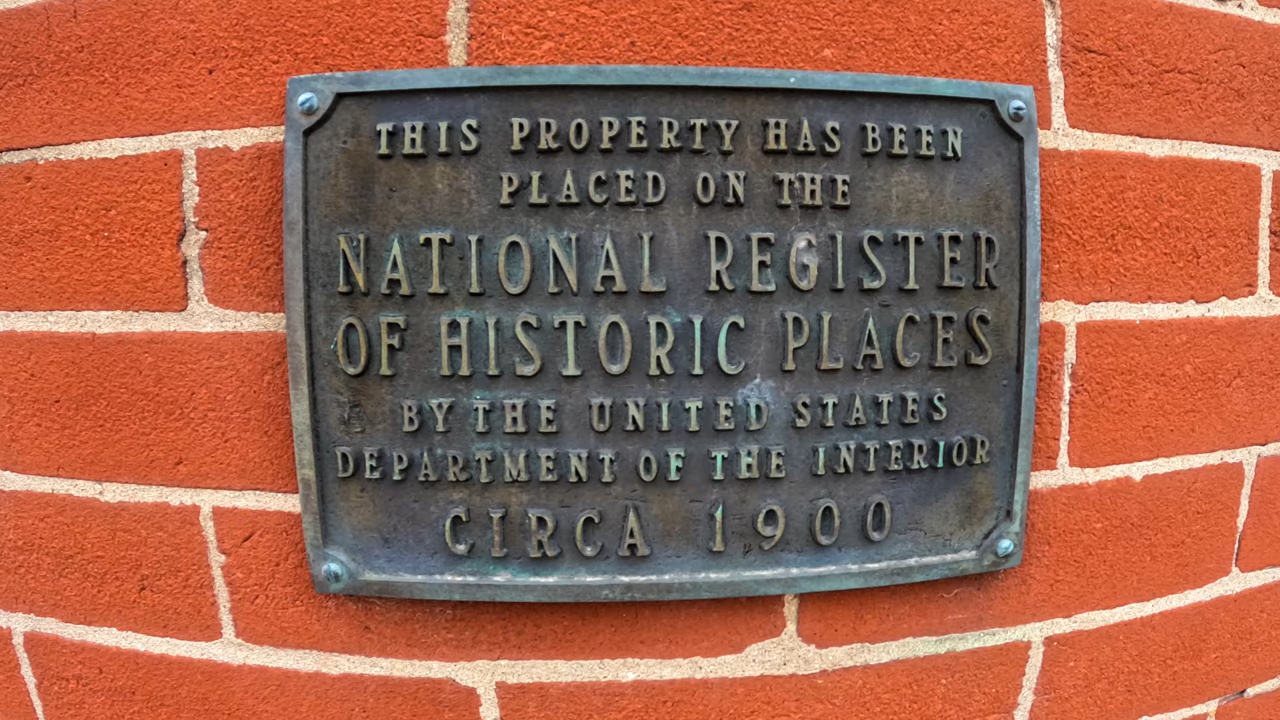 THIS PROPERTY HAS BEEN
PLACED ON THE
NATIONAL REGISTER
OF HISTORIC PLACES
BY THE UNITED STATES
DEPARTMENT OF THE INTERIOR
CIRCA 1900